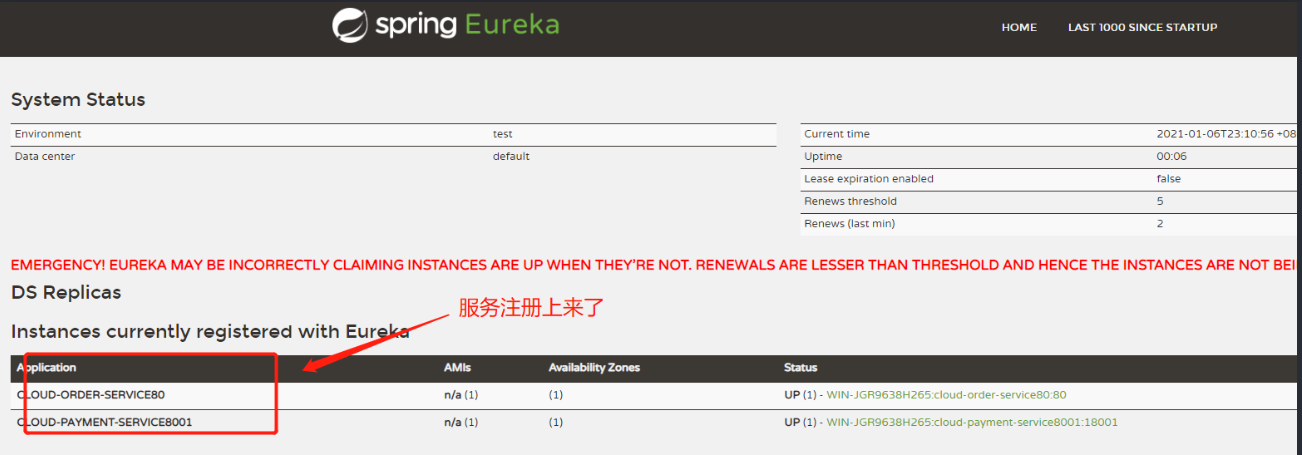 spring Eureka
HOME LAST 1000 SINCE STARTUP
System Status
Environment test
Data center default
Current time 2021-01-06T23:10:56 +08
Uptime 00:06
Lease expiration enabled false
Renews threshold 5
Renews (last min) 2
EMERGENCY! EUREKA MAY BE INCORRECTLY CLAIMING INSTANCES ARE UP WHEN THEY'RE NOT. RENEWALS ARE LESSER THAN THRESHOLD AND HENCE THE INSTANCES ARE NOT BEI
DS Replicas
服务注册上来了
Instances currently registered with Eureka
Application AMIs Availability Zones Status
CLOUD-ORDER-SERVICE80 n/a (1) (1) UP (1) - WIN-JGR9638H265:cloud-order-service80:80
CLOUD-PAYMENT-SERVICE8001 n/a (1) (1) UP (1) - WIN-JGR9638H265:cloud-payment-service8001:18001